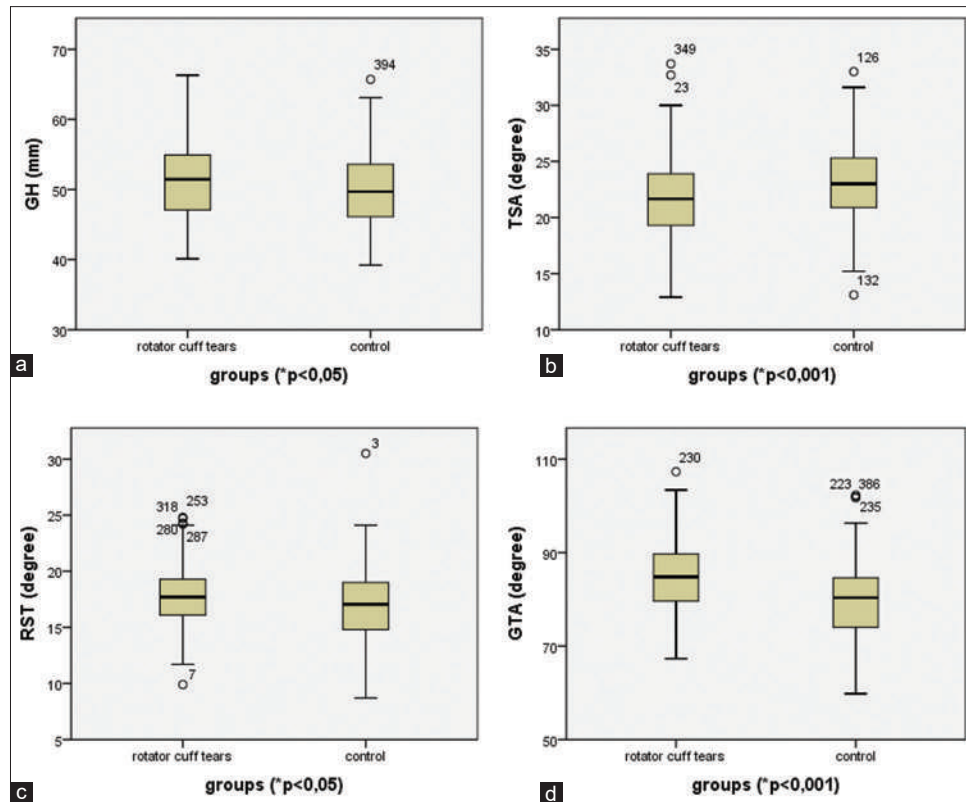 70
60
50
40
30
GH (mm)
394
rotator cuff tears
control
groups (*p<0,05)
a
35
30
25
20
15
10
TSA (degree)
349
23
126
132
rotator cuff tears
control
groups (*p<0,001)
b
30
25
20
15
10
5
RST (degree)
318 253
280 287
7
3
rotator cuff tears
control
groups (*p<0,05)
c
110
90
70
50
GTA (degree)
230
223 386
235
rotator cuff tears
control
groups (*p<0,001)
d